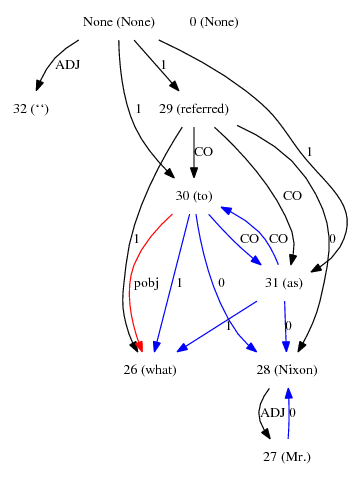 None (None) 0 (None)
ADJ 1
32 (``) 1 29 (referred)
CO 1
30 (to) CO
1 CO CO 0
pobj 1 0 31 (as)
1 0
26 (what) 28 (Nixon)
ADJ 0
27 (Mr.)